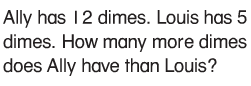 Ally has 12 dimes. Louis has 5
dimes. How many more dimes
does Ally have than Louis?